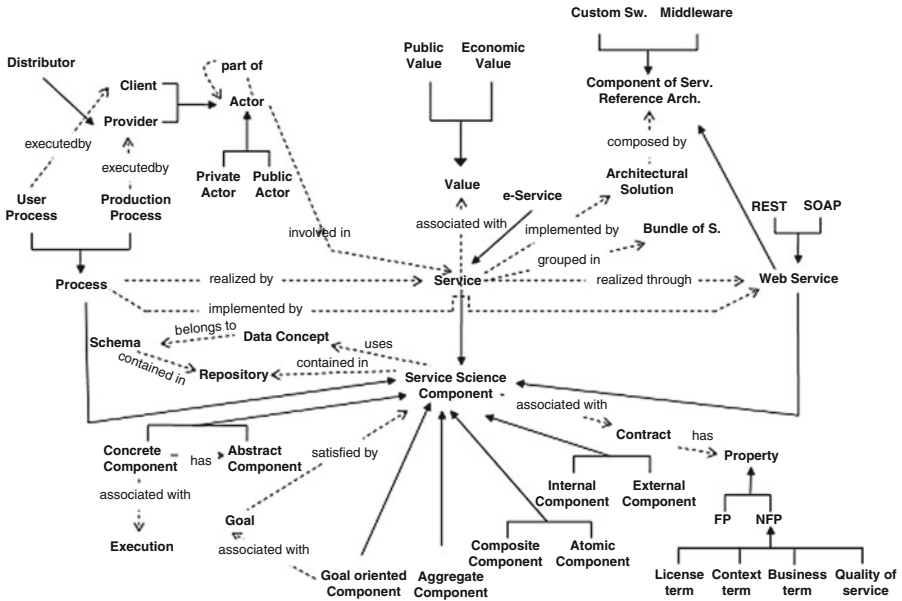 Custom Sw. Middleware
Public Value
Economic Value
Distributor
Client
part of
Actor
Provider
Component of Serv.
Reference Arch.
executedby
executedby
composed by
Private Actor
Public Actor
Architectural Solution
User Process
Production Process
Value
e-Service
REST SOAP
associated with
implemented by
Bundle of S.
involved in
grouped in
Process
realized by
Service
realized through
Web Service
implemented by
belongs to
Schema
Data Concept
uses
contained in
Repository
contained in
Service Science
Component
associated with
Contract
has
Property
Concrete Component
has
Abstract Component
satisfied by
associated with
Internal Component
External Component
Goal
FP
NFP
Execution
associated with
Composite Component
Atomic Component
Goal oriented Component
Aggregate Component
License term
Context term
Business term
Quality of service